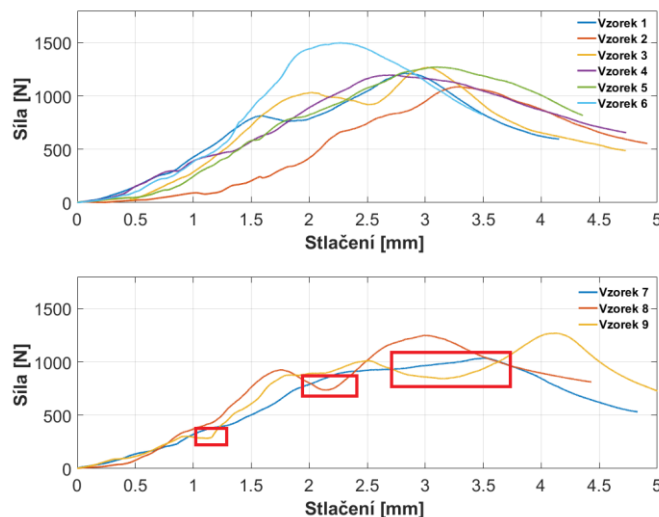 Síla [N]
1500
1000
500
0
Vzorek 1
Vzorek 2
Vzorek 3
Vzorek 4
Vzorek 5
Vzorek 6
0 0.5 1 1.5 2 2.5 3 3.5 4 4.5 5
Stlačení [mm]
Síla [N]
1500
1000
500
0
Vzorek 7
Vzorek 8
Vzorek 9
0 0.5 1 1.5 2 2.5 3 3.5 4 4.5 5
Stlačení [mm]